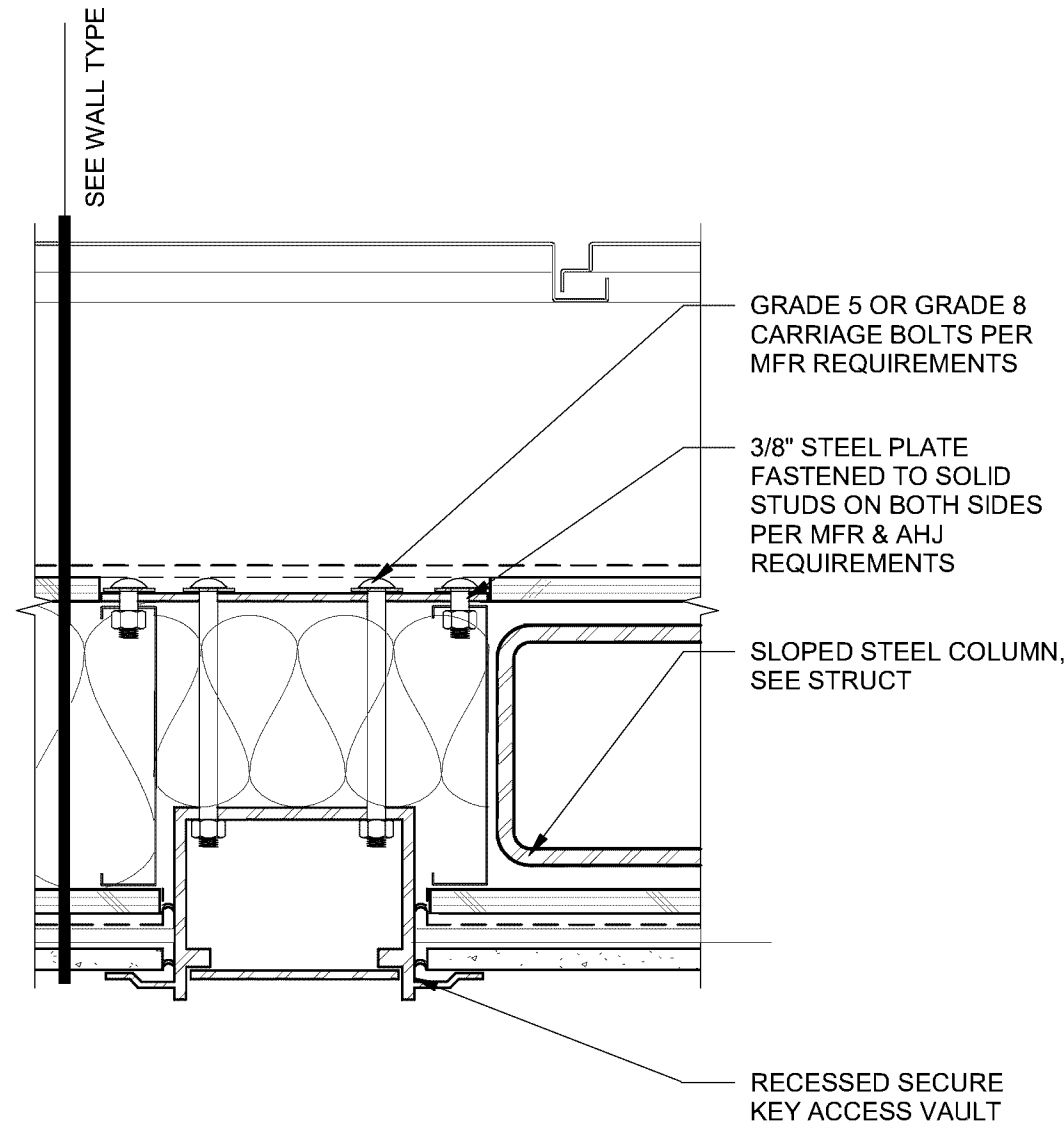 SEE WALL TYPE
GRADE 5 OR GRADE 8
CARRIAGE BOLTS PER
MFR REQUIREMENTS
3/8" STEEL PLATE
FASTENED TO SOLID
STUDS ON BOTH SIDES
PER MFR & AHJ
REQUIREMENTS
SLOPED STEEL COLUMN,
SEE STRUCT
RECESSED SECURE
KEY ACCESS VAULT